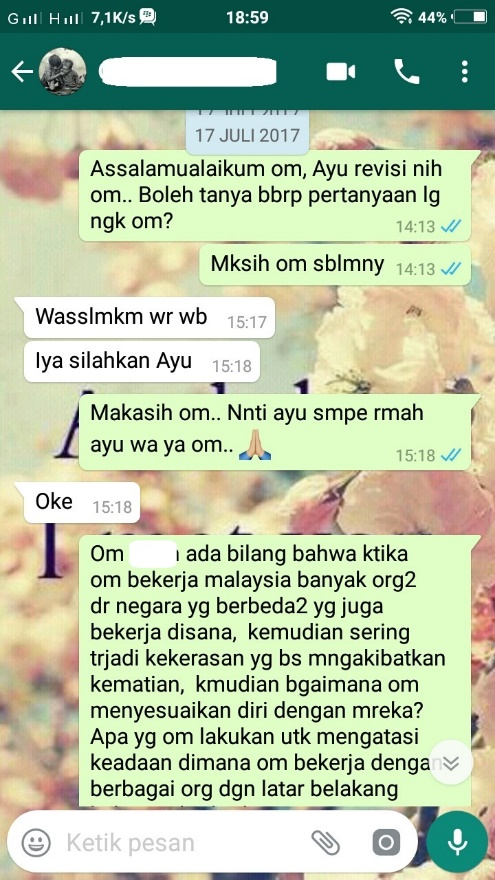 G H 7,1K/s 18:59 44%
17 JULI 2017
Assalamualaikum om, Ayu revisi nih
om.. Boleh tanya bbrp pertanyaan lg
ngk om?
14:13
Mksih om sblmny 14:13
Wasslmkm wr wb 15:17
Iya silahkan Ayu 15:18
Makasih om.. Nnti ayu smpe rmah
ayu wa ya om..
15:18
Oke 15:18
Om ada bilang bahwa ktika
om bekerja malaysia banyak org2
dr negara yg berbeda2 yg juga
bekerja disana, kemudian sering
trjadi kekerasan yg bs mngakibatkan
kematian, kmudian bgaimana om
menyesuaikan diri dengan mreka?
Apa yg om lakukan utk mengatasi
keadaan dimana om bekerja dengan
berbagai org dgn latar belakang
Ketik pesan